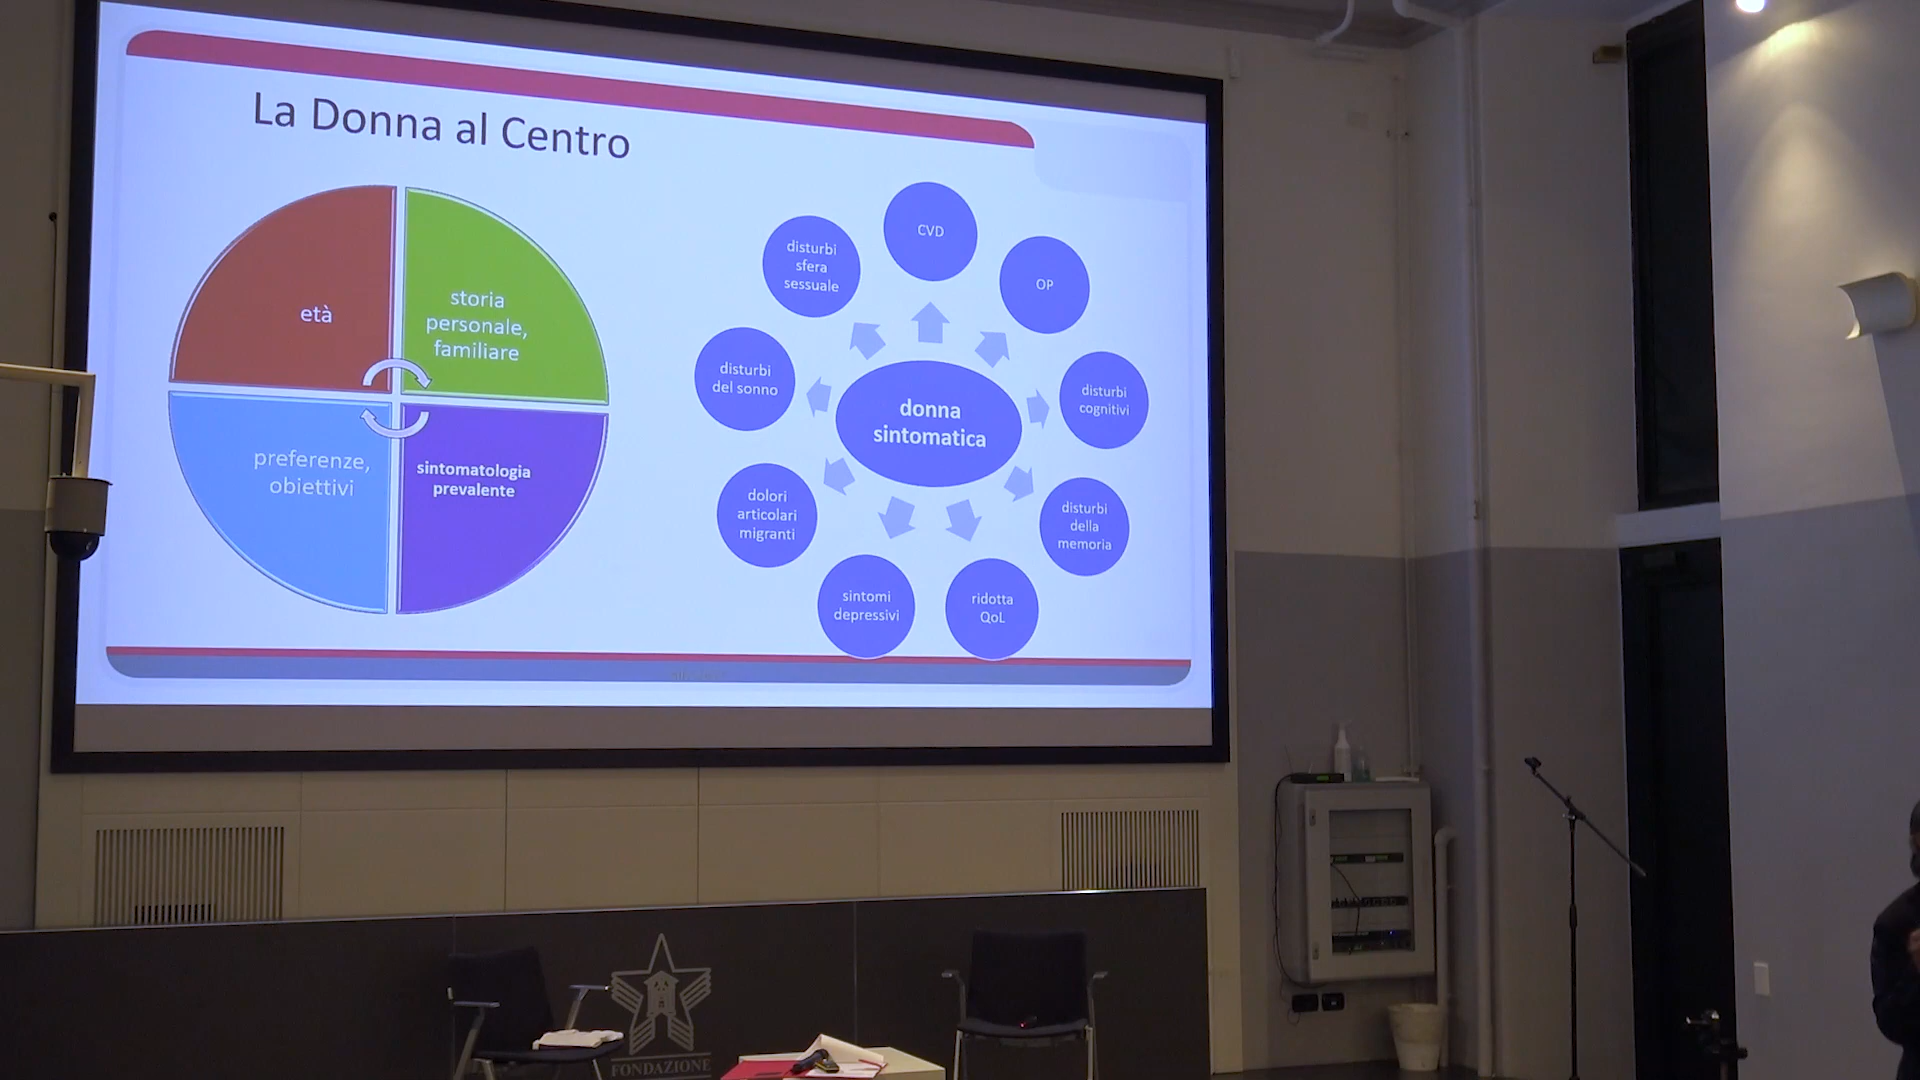 La Donna al Centro
età
storia
personale,
familiare
preferenze,
obiettivi
sintomatologia
prevalente
CVD
OP
disturbi
cognitivi
disturbi
della
memoria
ridotta
QoL
sintomi
depressivi
dolori
articolari
migranti
disturbi
del sonno
disturbi
sfera
sessuale
donna
sintomatica
FONDAZIONE